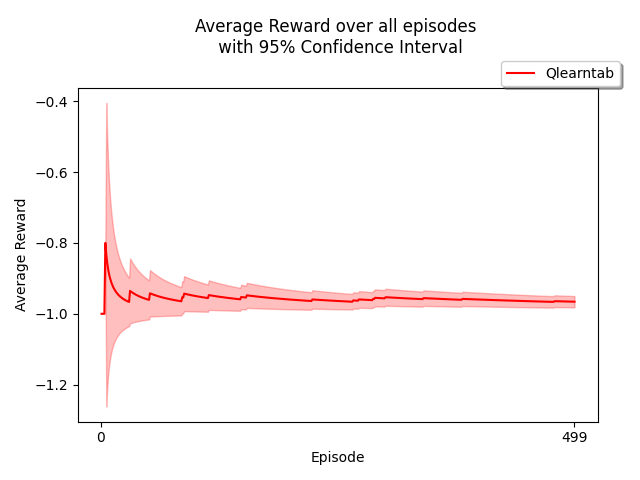 Average Reward over all episodes
with 95% Confidence Interval
Qlearntab
−0.4
−0.6
−0.8
−1.0
−1.2
Average Reward
0
499
Episode